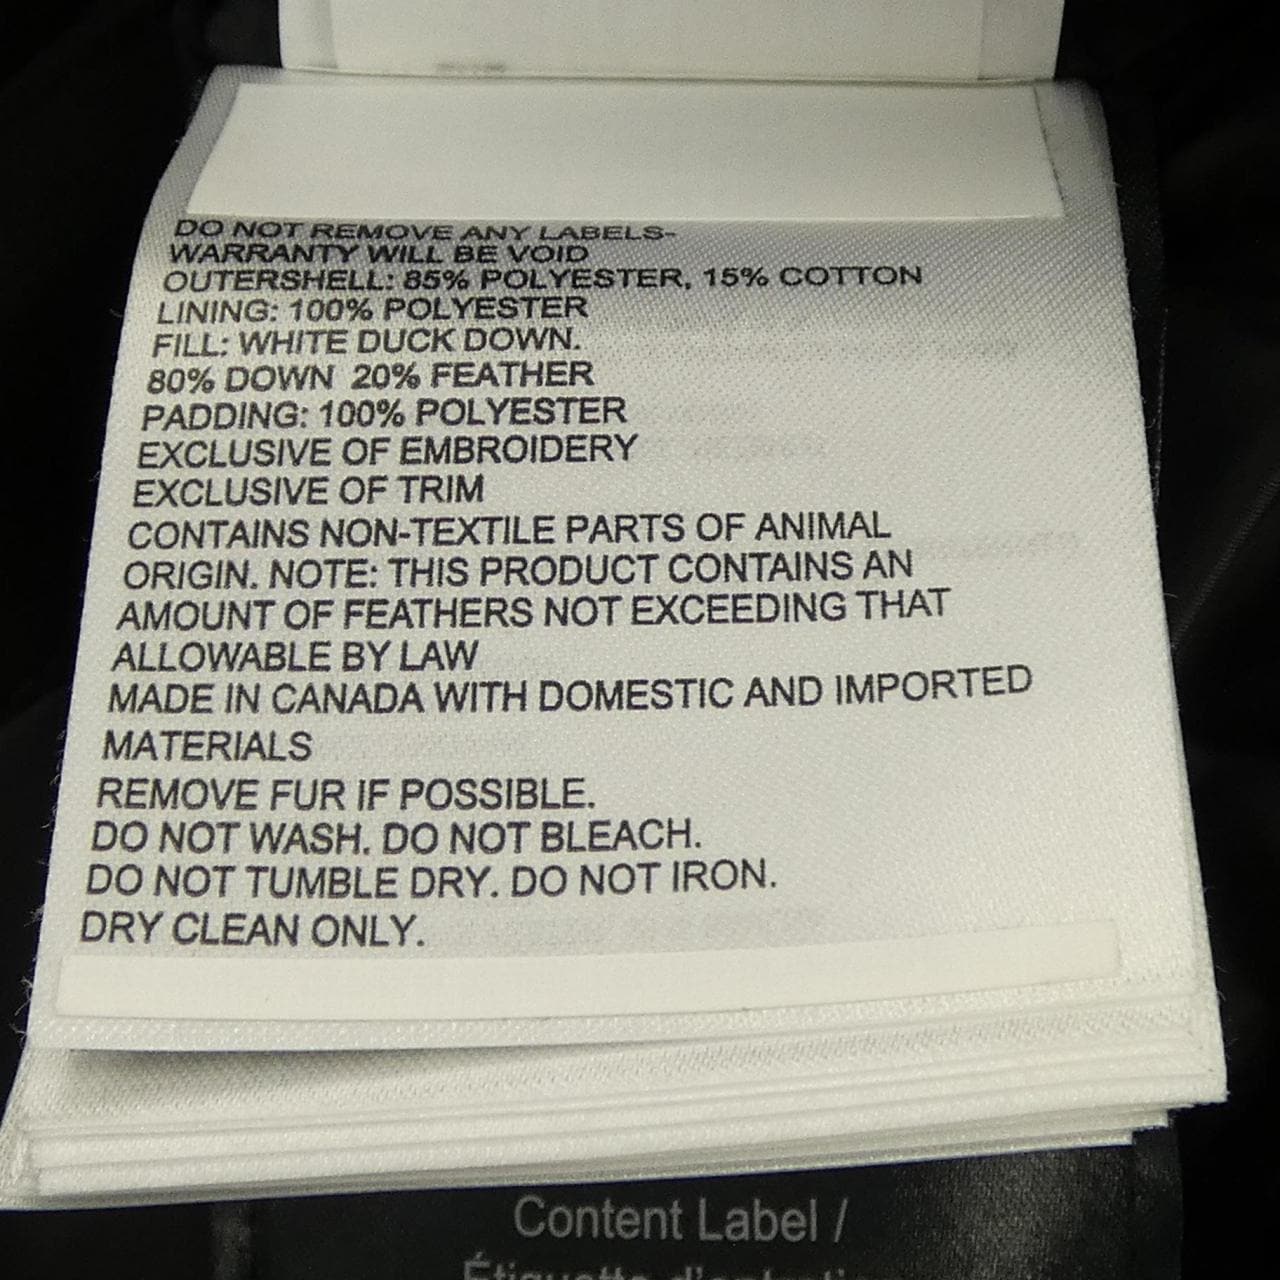 DO NOT REMOVE ANY LABELS-
WARRANTY WILL BE VOID
OUTERSHELL: 85% POLYESTER, 15% COTTON
LINING: 100% POLYESTER
FILL: WHITE DUCK DOWN.
80% DOWN 20% FEATHER
PADDING: 100% POLYESTER
EXCLUSIVE OF EMBROIDERY
EXCLUSIVE OF TRIM
CONTAINS NON-TEXTILE PARTS OF ANIMAL
ORIGIN. NOTE: THIS PRODUCT CONTAINS AN
AMOUNT OF FEATHERS NOT EXCEEDING THAT
ALLOWABLE BY LAW
MADE IN CANADA WITH DOMESTIC AND IMPORTED
MATERIALS
REMOVE FUR IF POSSIBLE.
DO NOT WASH. DO NOT BLEACH.
DO NOT TUMBLE DRY. DO NOT IRON.
DRY CLEAN ONLY.
Content Label /
Étiquette